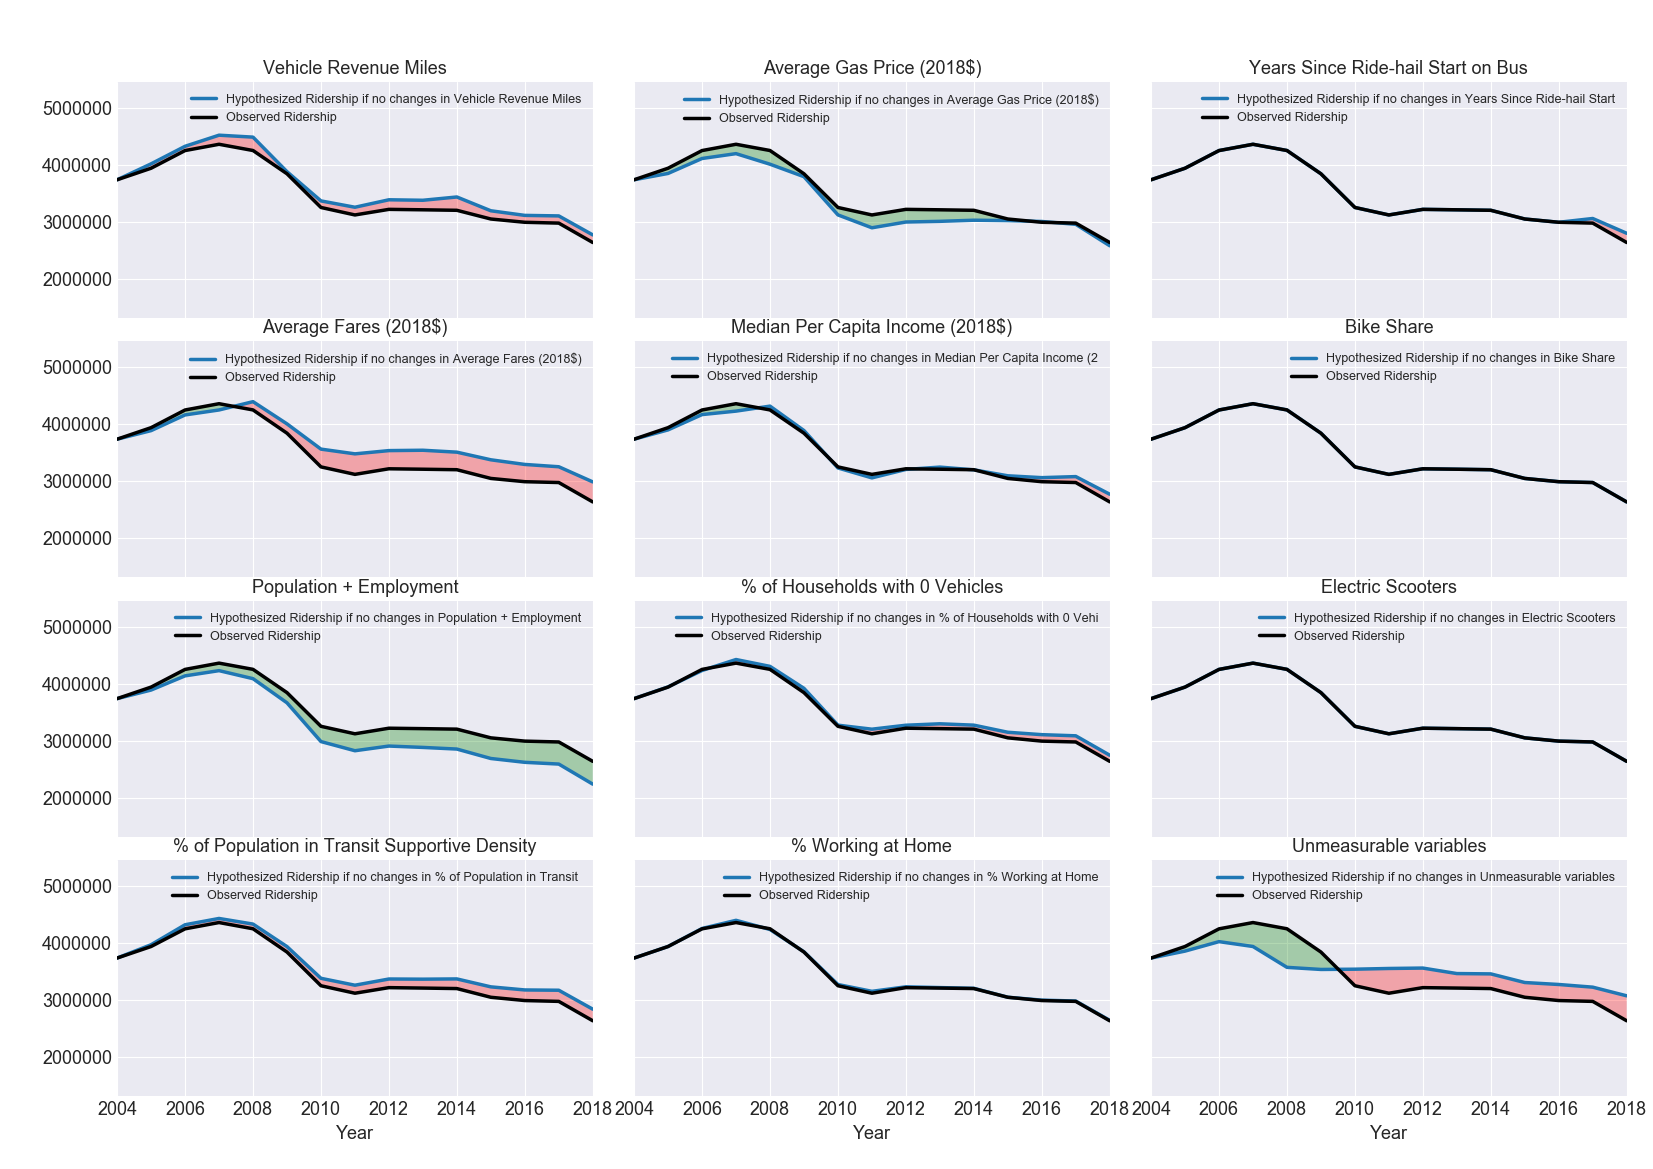 Vehicle Revenue Miles
Average Gas Price (2018$)
Years Since Ride-hail Start on Bus
5000000
4000000
3000000
2000000
Hypothesized Ridership if no changes in Vehicle Revenue Miles
Observed Ridership
Hypothesized Ridership if no changes in Average Gas Price (2018$)
Observed Ridership
Hypothesized Ridership if no changes in Years Since Ride-hail Start
Observed Ridership
Average Fares (2018$)
Median Per Capita Income (2018$)
Bike Share
5000000
4000000
3000000
2000000
Hypothesized Ridership if no changes in Average Fares (2018$)
Observed Ridership
Hypothesized Ridership if no changes in Median Per Capita Income (2
Observed Ridership
Hypothesized Ridership if no changes in Bike Share
Observed Ridership
Population + Employment
% of Households with 0 Vehicles
Electric Scooters
5000000
4000000
3000000
2000000
Hypothesized Ridership if no changes in Population + Employment
Observed Ridership
Hypothesized Ridership if no changes in % of Households with 0 Vehi
Observed Ridership
Hypothesized Ridership if no changes in Electric Scooters
Observed Ridership
% of Population in Transit Supportive Density
% Working at Home
Unmeasurable variables
5000000
4000000
3000000
2000000
Hypothesized Ridership if no changes in % of Population in Transit
Observed Ridership
Hypothesized Ridership if no changes in % Working at Home
Observed Ridership
Hypothesized Ridership if no changes in Unmeasurable variables
Observed Ridership
2004 2006 2008 2010 2012 2014 2016 2018
2004 2006 2008 2010 2012 2014 2016 2018
2004 2006 2008 2010 2012 2014 2016 2018
Year
Year
Year